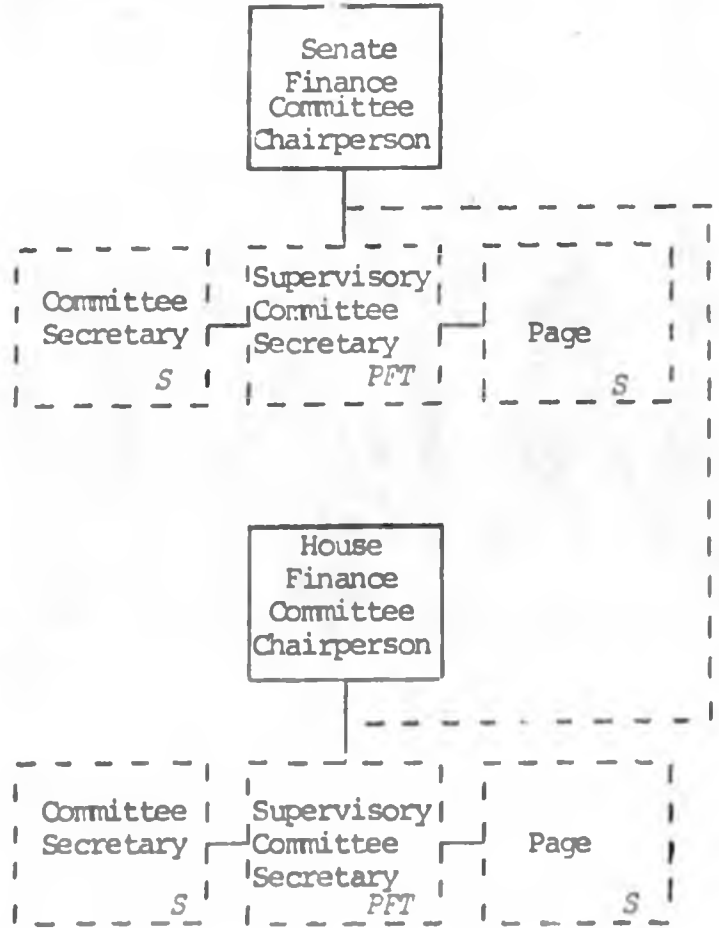 Senate
Finance
Committee
Chairperson
Committee
Secretary
S
Supervisory
Committee
Secretary
PFT
Page
S
House
Finance
Committee
Chairperson
Committee
Secretary
S
Supervisory
Committee
Secretary
PFT
Page
S